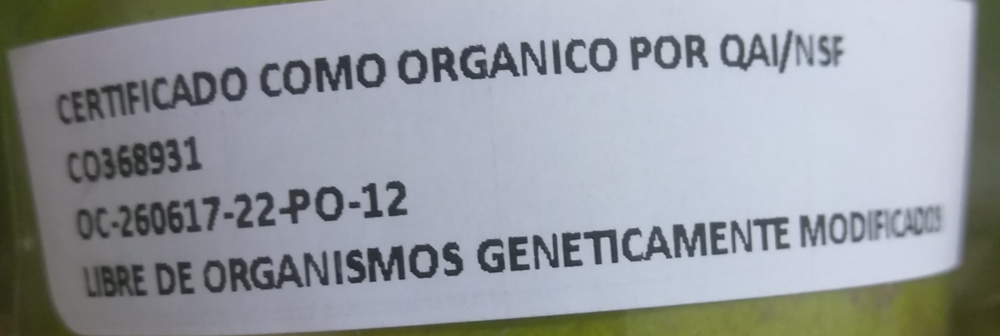 CERTIFICADO COMO ORGANICO POR QAI/NSF
CO368931
OC-260617-22-PO-12
LIBRE DE ORGANISMOS GENETICAMENTE MODIFICADOS